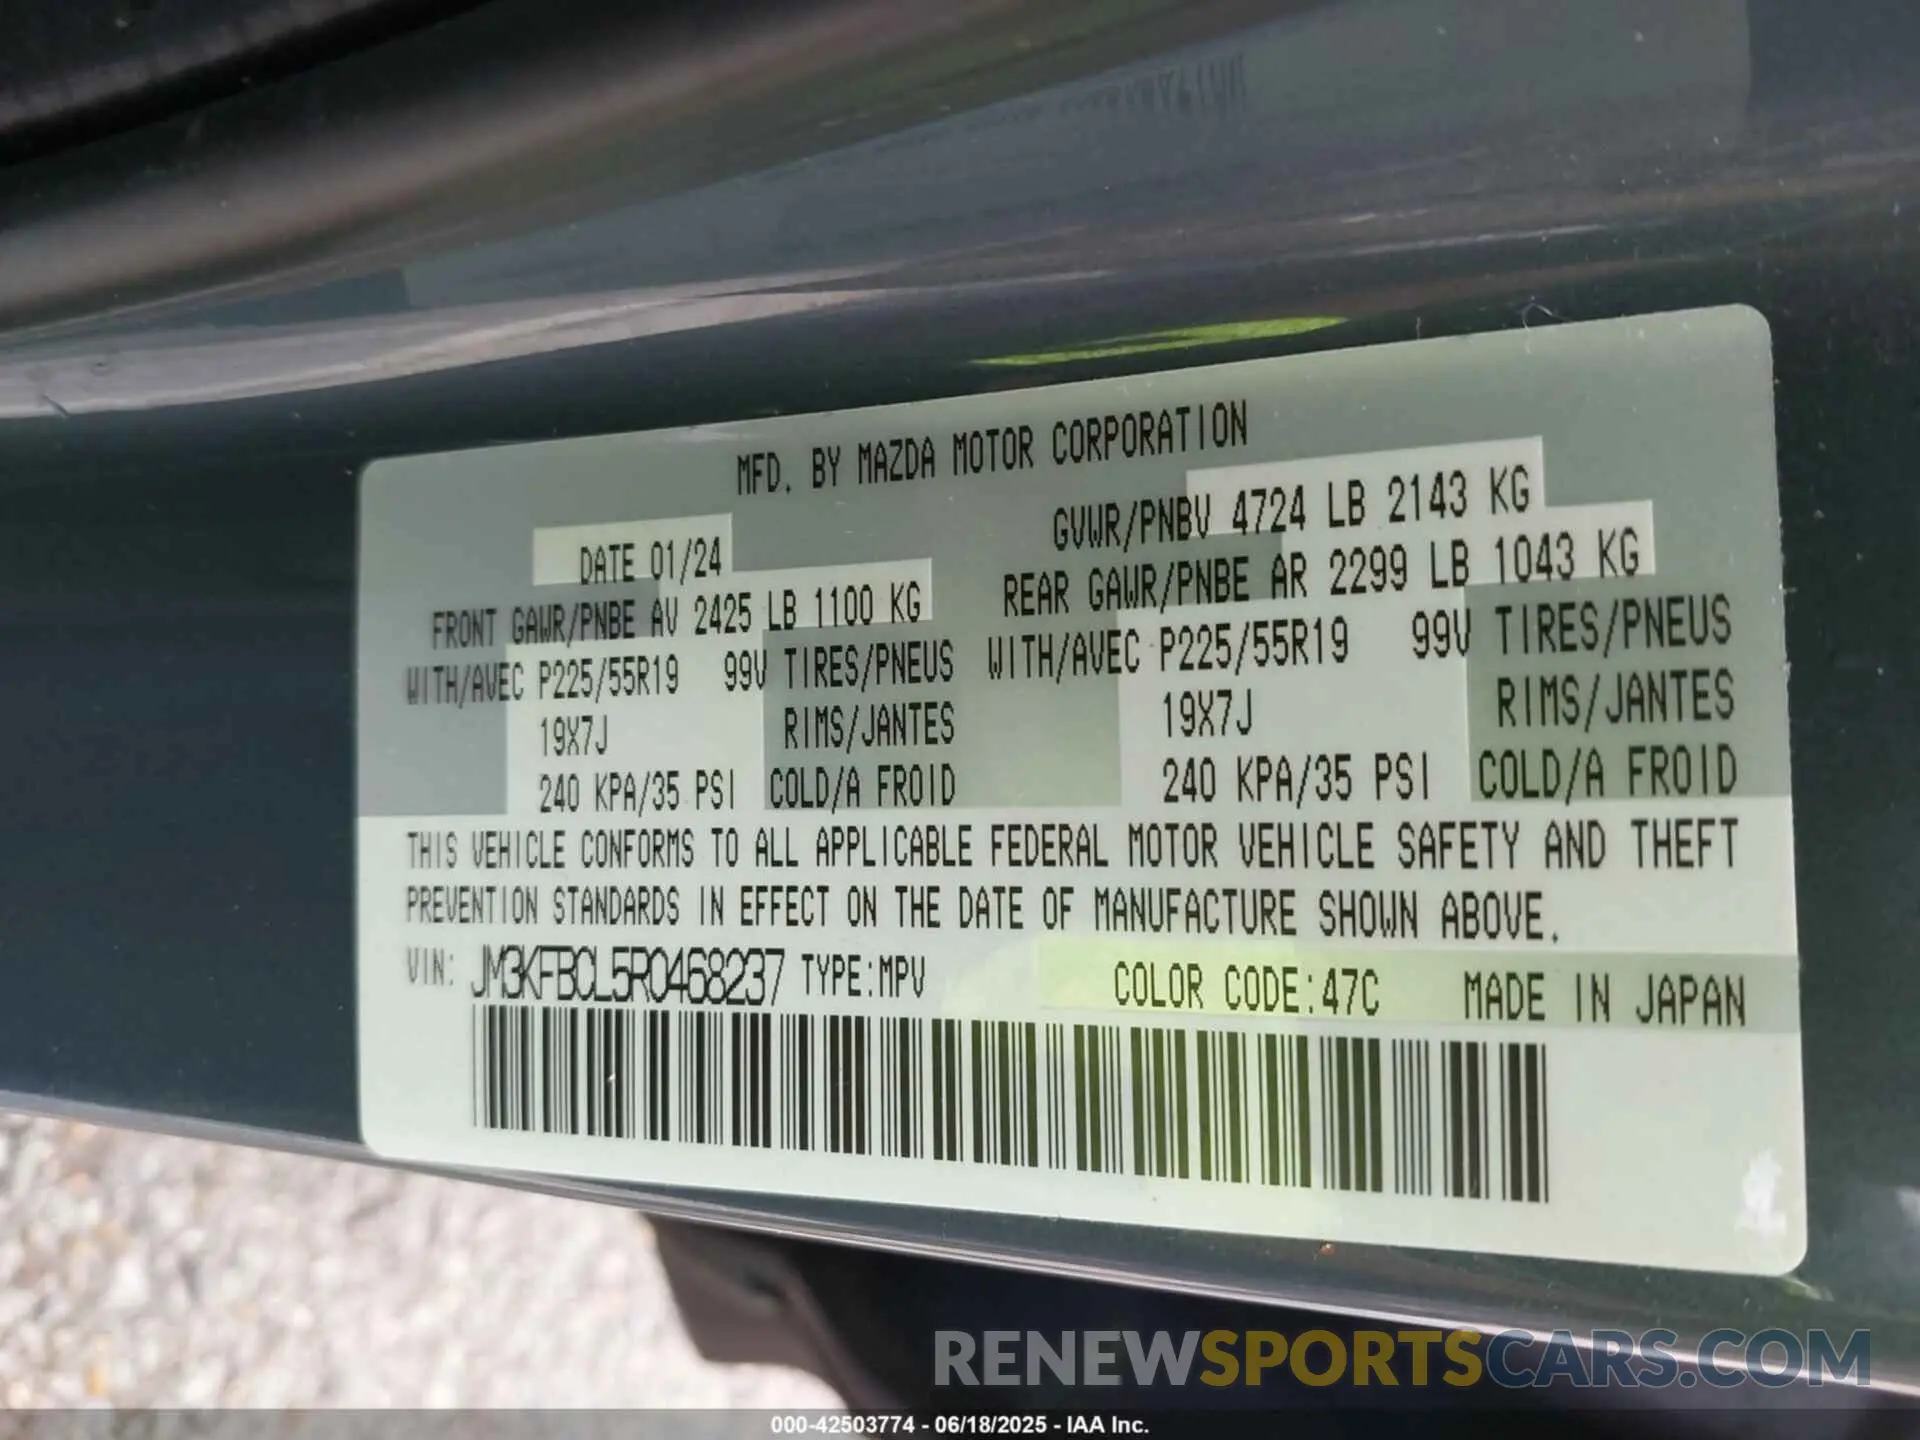 MFD. BY MAZDA MOTOR CORPORATION
DATE 01/24 GVWR/PNBV 4724 LB 2143 KG
FRONT GAWR/PNBE AV 2425 LB 1100 KG REAR GAWR/PNBE AR 2299 LB 1043 KG
WITH/AVEC P225/55R19 99V TIRES/PNEUS WITH/AVEC P225/55R19 99V TIRES/PNEUS
19X7J RIMS/JANTES 19X7J RIMS/JANTES
240 KPA/35 PSI COLD/A FROID 240 KPA/35 PSI COLD/A FROID
THIS VEHICLE CONFORMS TO ALL APPLICABLE FEDERAL MOTOR VEHICLE SAFETY AND THEFT
PREVENTION STANDARDS IN EFFECT ON THE DATE OF MANUFACTURE SHOWN ABOVE.
VIN: JM3KFBCL5R0468237 TYPE:MPV COLOR CODE:47C MADE IN JAPAN
RENEWSPORTSCARS.COM
000-42503774 - 06/18/2025 - IAA Inc.